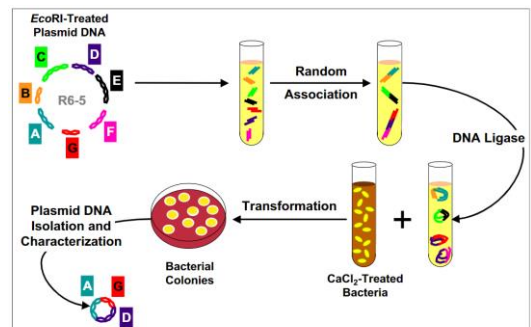 EcoRI-Treated
Plasmid DNA
C
D
B
E
R6-5
A
F
G
Random
Association
DNA Ligase
Plasmid DNA
Isolation and
Characterization
Transformation
+
Bacterial
Colonies
CaCl₂-Treated
Bacteria
A
G
D